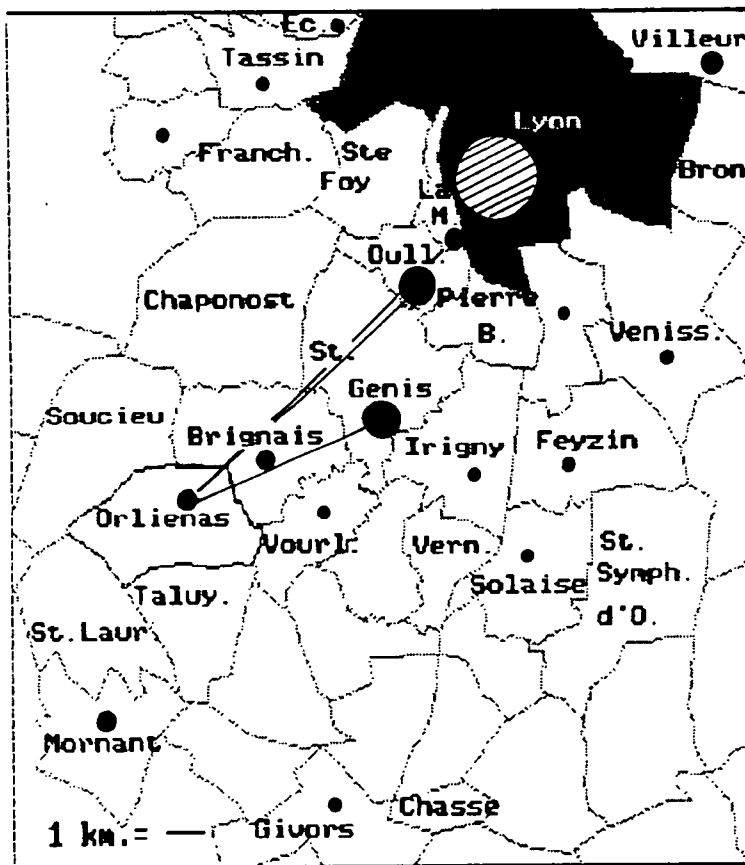 Ec.
Villeur
Tassin
Lyon
Franch.
Ste
Foy
Bron
La
M
Oull.
Chaponost
Pierre
B.
St.
Veniss.
Genis
Soucieu
Brignais
Irigny
Feyzin
Orlienas
Vourl.
Vern.
St.
Symph.
d'O.
Solaise
Taluy.
St.Laur
Mornant
Chasse
Givors
1 km.=